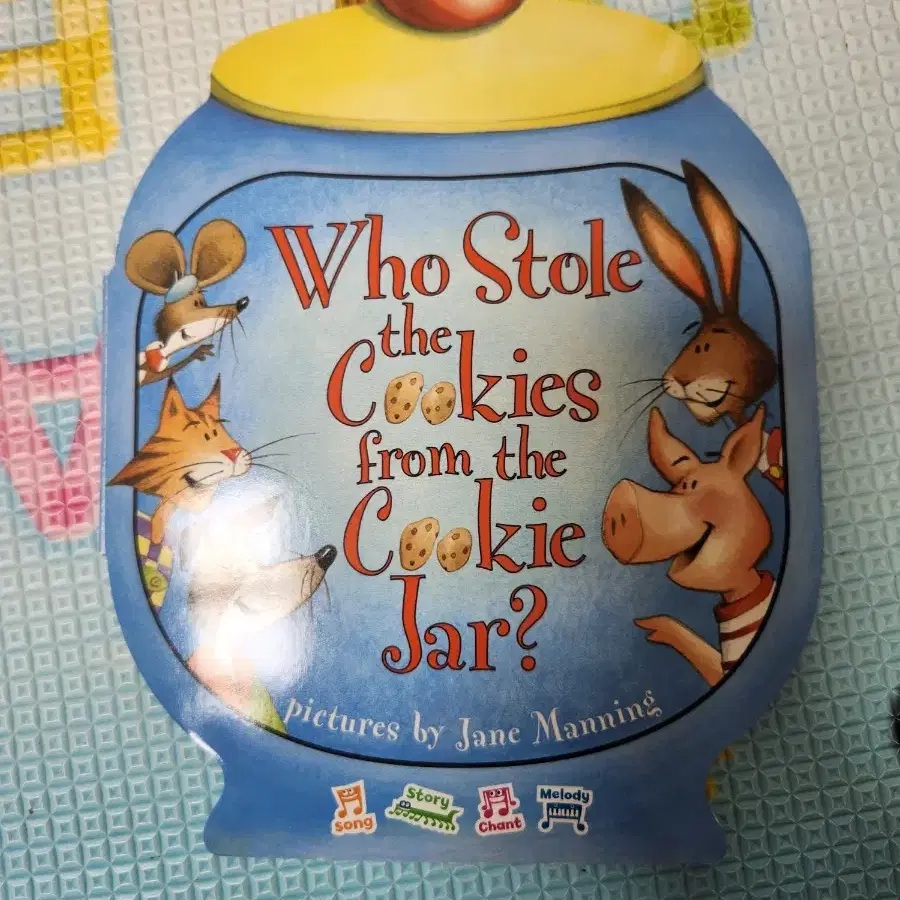 Who Stole
the
Cookies
from the
Cookie
Jar?
pictures by Jane Manning
Song
Story
Chant
Melody